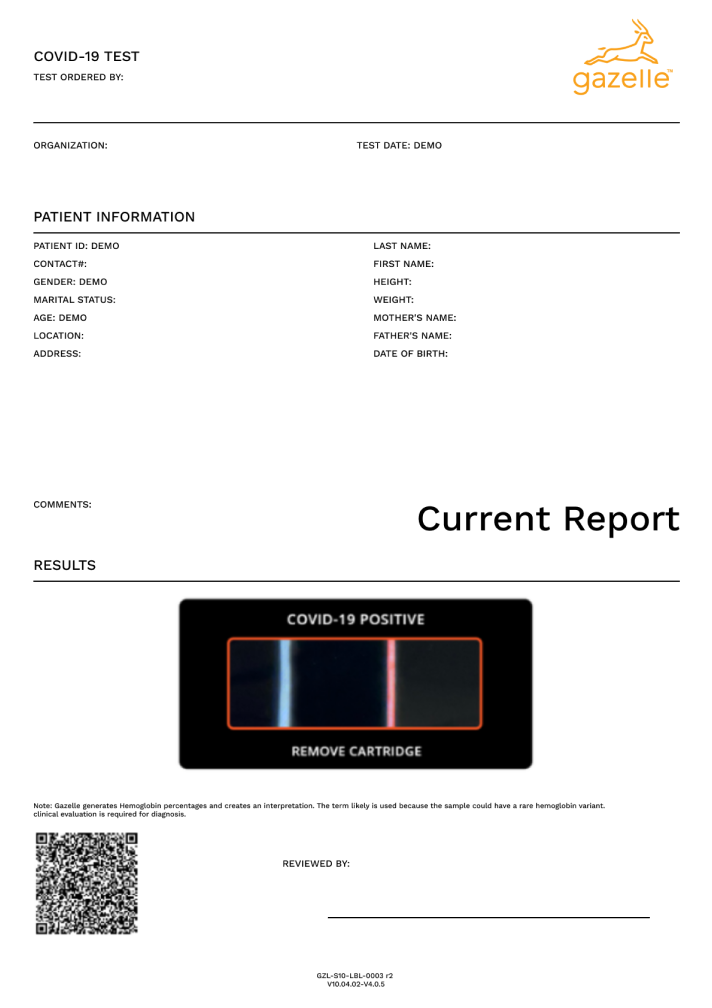 COVID-19 TEST
TEST ORDERED BY:
gazelle™
ORGANIZATION:
TEST DATE: DEMO
PATIENT INFORMATION
PATIENT ID: DEMO
CONTACT#:
GENDER: DEMO
MARITAL STATUS:
AGE: DEMO
LOCATION:
ADDRESS:
LAST NAME:
FIRST NAME:
HEIGHT:
WEIGHT:
MOTHER'S NAME:
FATHER'S NAME:
DATE OF BIRTH:
COMMENTS:
Current Report
RESULTS
COVID-19 POSITIVE
REMOVE CARTRIDGE
Note: Gazelle generates Hemoglobin percentages and creates an interpretation. The term likely is used because the sample could have a rare hemoglobin variant.
clinical evaluation is required for diagnosis.
REVIEWED BY:
GZL-S10-LBL-0003 r2
V10.04.02-V4.0.5